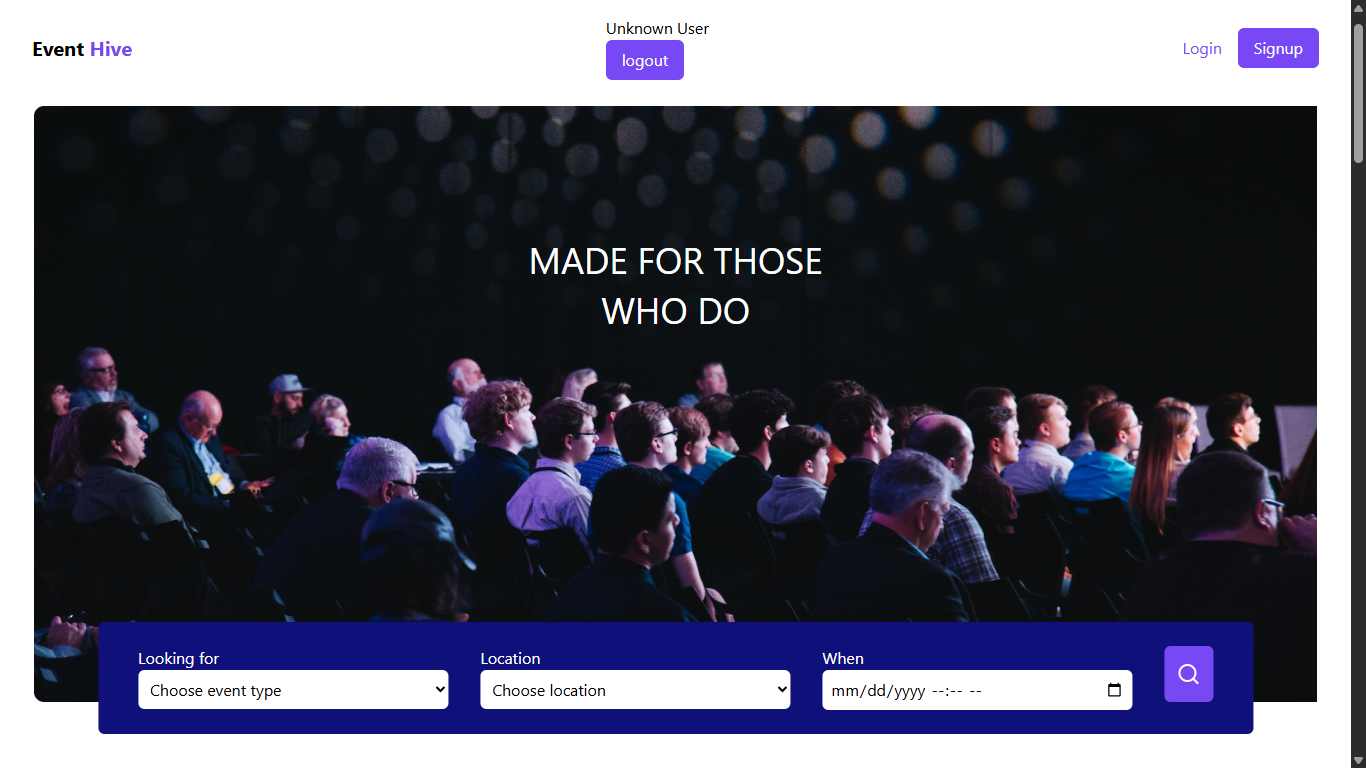 Event Hive
Unknown User
logout
Login
Signup
MADE FOR THOSE
WHO DO
Looking for
Location
When
Choose event type
Choose location
mm/dd/yyyy --:-- --